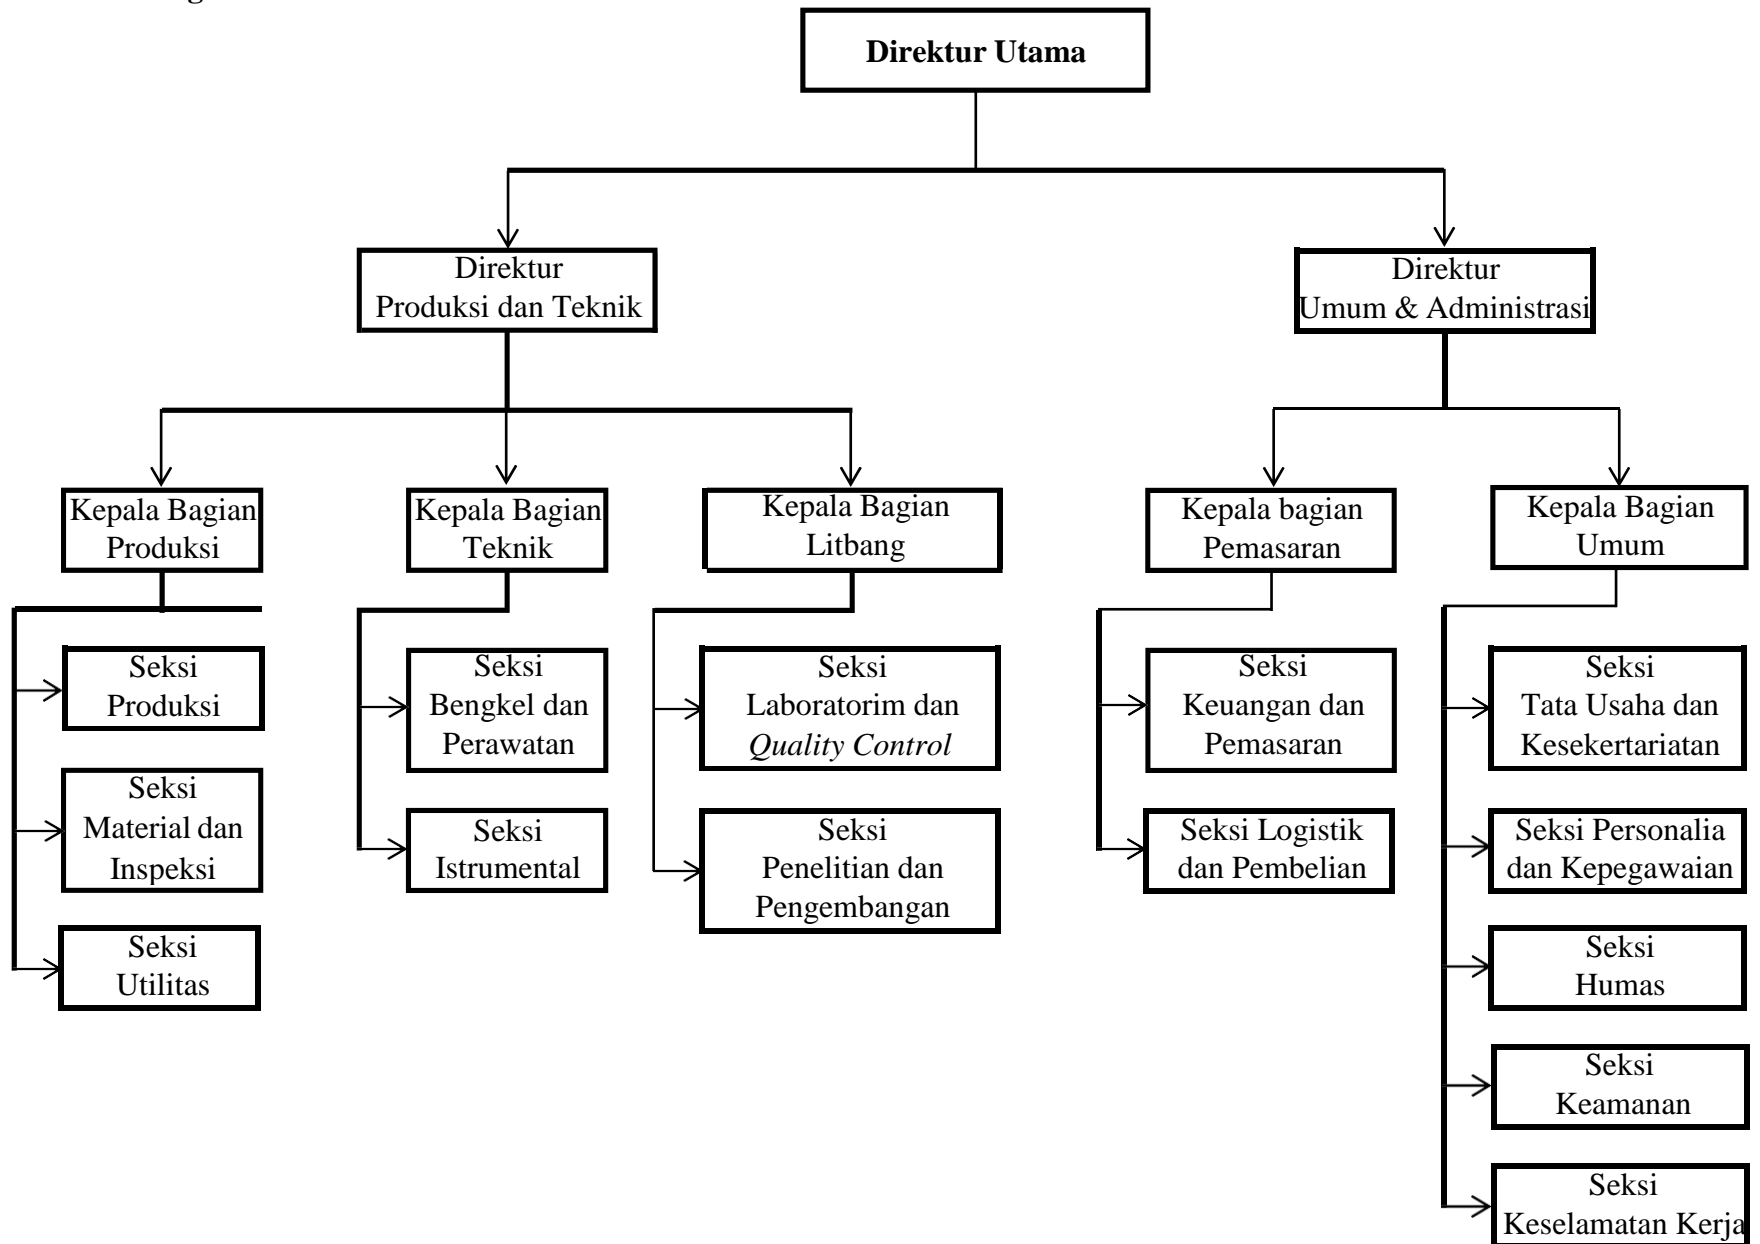 Direktur Utama
Direktur
Produksi dan Teknik
Direktur
Umum & Administrasi
Kepala Bagian
Produksi
Kepala Bagian
Teknik
Kepala Bagian
Litbang
Kepala bagian
Pemasaran
Kepala Bagian
Umum
Seksi
Produksi
Seksi
Material dan
Inspeksi
Seksi
Utilitas
Seksi
Bengkel dan
Perawatan
Seksi
Istrumental
Seksi
Laboratorim dan
Quality Control
Seksi
Penelitian dan
Pengembangan
Seksi
Keuangan dan
Pemasaran
Seksi Logistik
dan Pembelian
Seksi
Tata Usaha dan
Kesekertariatan
Seksi Personalia
dan Kepegawaian
Seksi
Humas
Seksi
Keamanan
Seksi
Keselamatan Kerja